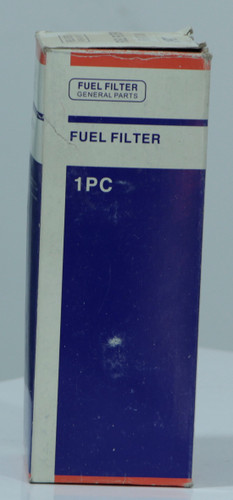 FUEL FILTER
GENERAL PARTS
FUEL FILTER
1PC